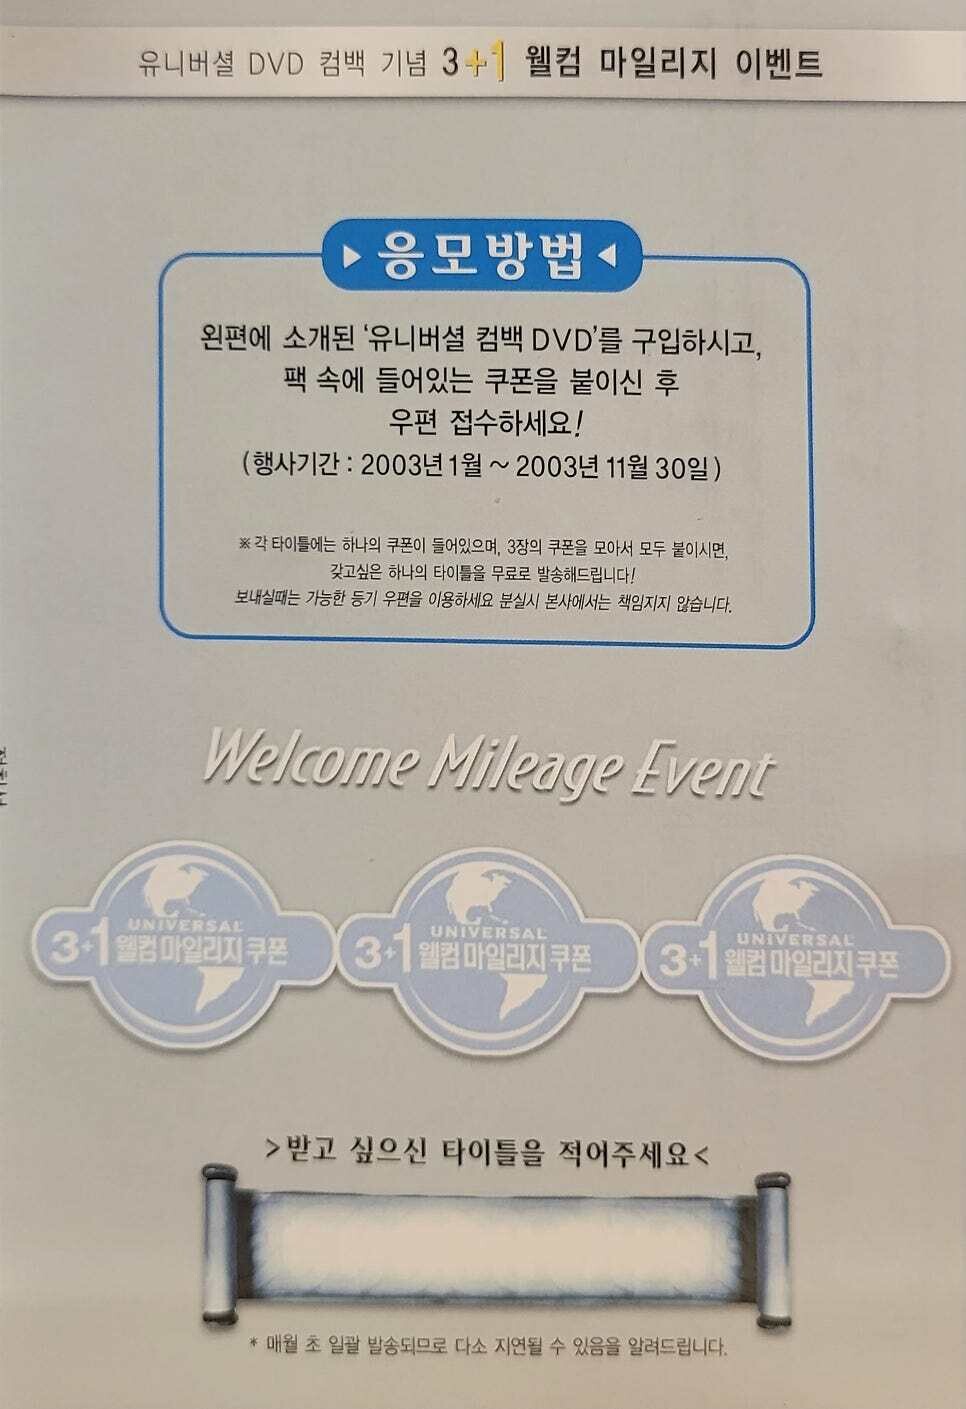 유니버셜 DVD 컴백 기념 3+1 웰컴 마일리지 이벤트
▶응모방법◀
왼편에 소개된 ‘유니버셜 컴백 DVD’를 구입하시고,
팩 속에 들어있는 쿠폰을 붙이신 후
우편 접수하세요!
(행사기간 : 2003년 1월 ~ 2003년 11월 30일)
※ 각 타이틀에는 하나의 쿠폰이 들어있으며, 3장의 쿠폰을 모아서 모두 붙이시면,
갖고싶은 하나의 타이틀을 무료로 발송해드립니다!
보내실때는 가능한 등기 우편을 이용하세요 분실시 본사에서는 책임지지 않습니다.
Welcome Mileage Event
UNIVERSAL
3+1 웰컴 마일리지 쿠폰
UNIVERSAL
3+1 웰컴 마일리지 쿠폰
UNIVERSAL
3+1 웰컴 마일리지 쿠폰
>받고 싶으신 타이틀을 적어주세요<
* 매월 초 일괄 발송되므로 다소 지연될 수 있음을 알려드립니다.